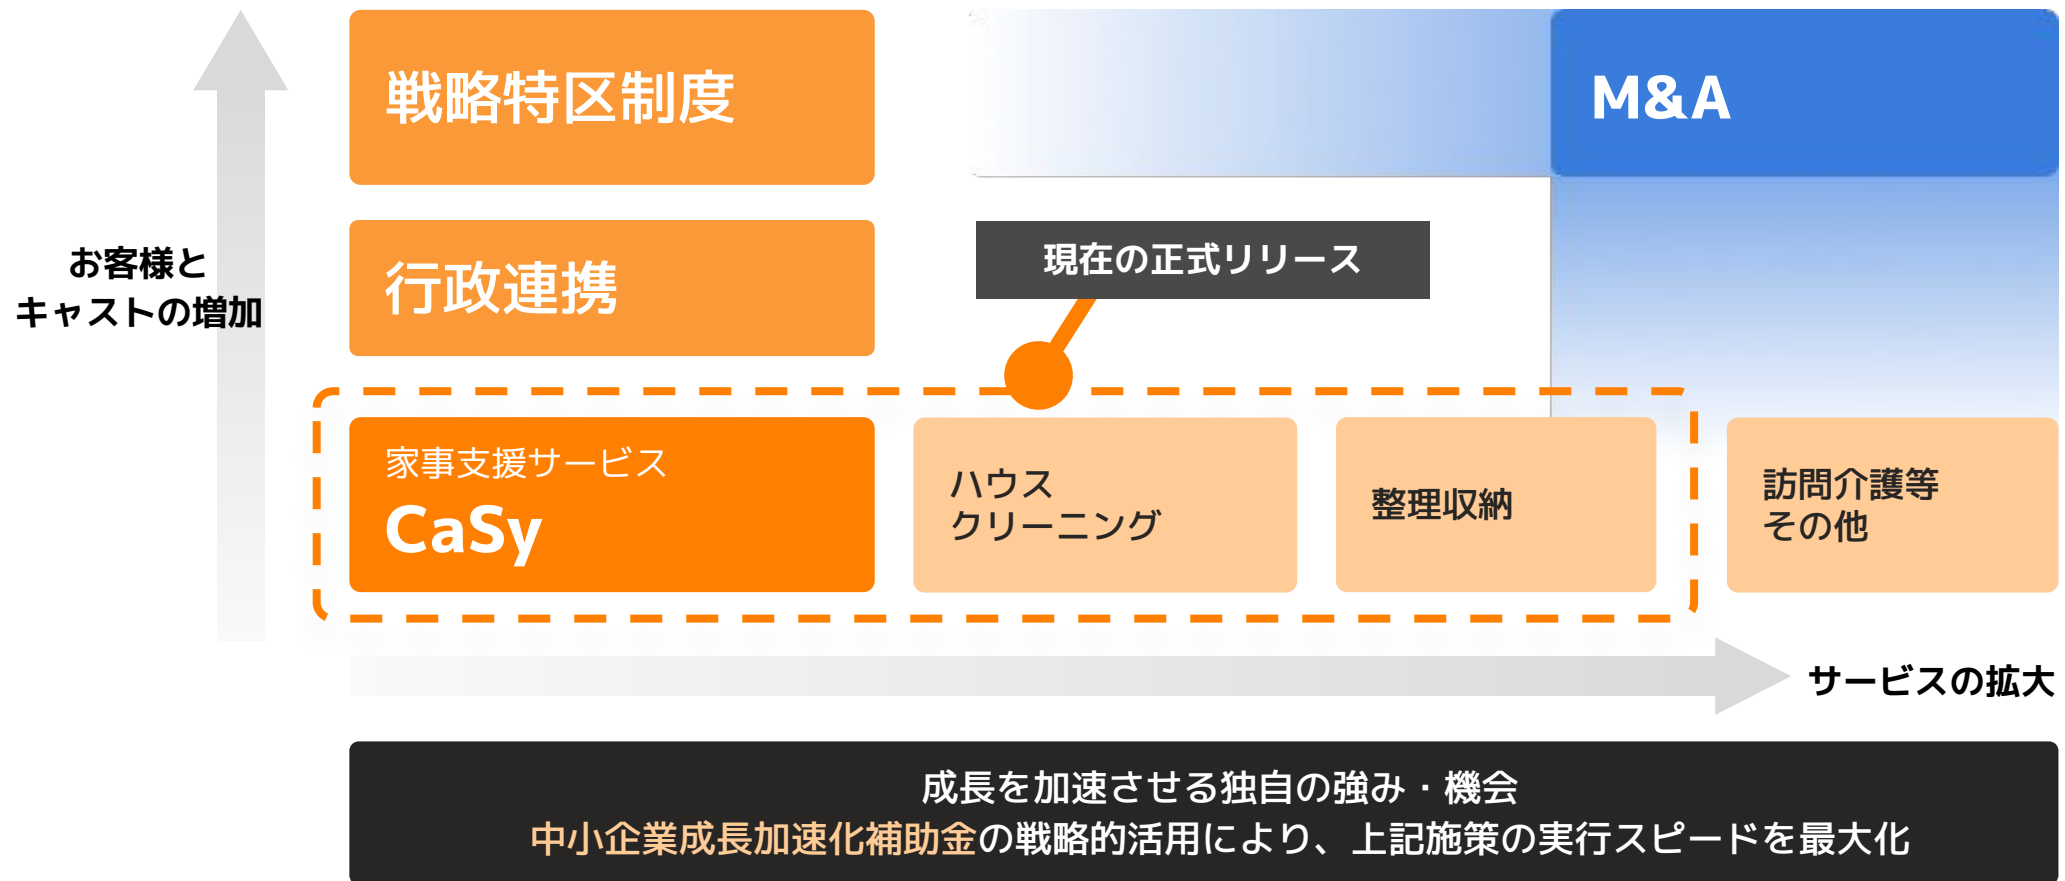 戦略特区制度
M&A
お客様と
キャストの増加
行政連携
現在の正式リリース
家事支援サービス
CaSy
ハウス
クリーニング
整理収納
訪問介護等
その他
サービスの拡大
成長を加速させる独自の強み・機会
中小企業成長加速化補助金の戦略的活用により、上記施策の実行スピードを最大化